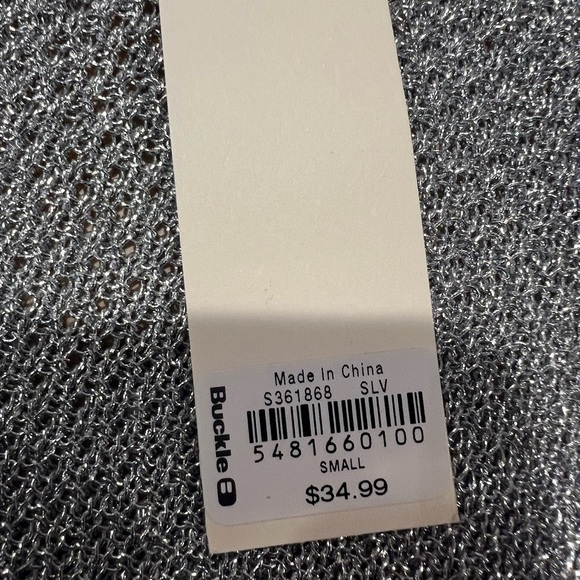 Made In China
S361868 SLV
5481660100
SMALL
$34.99
Buckle B